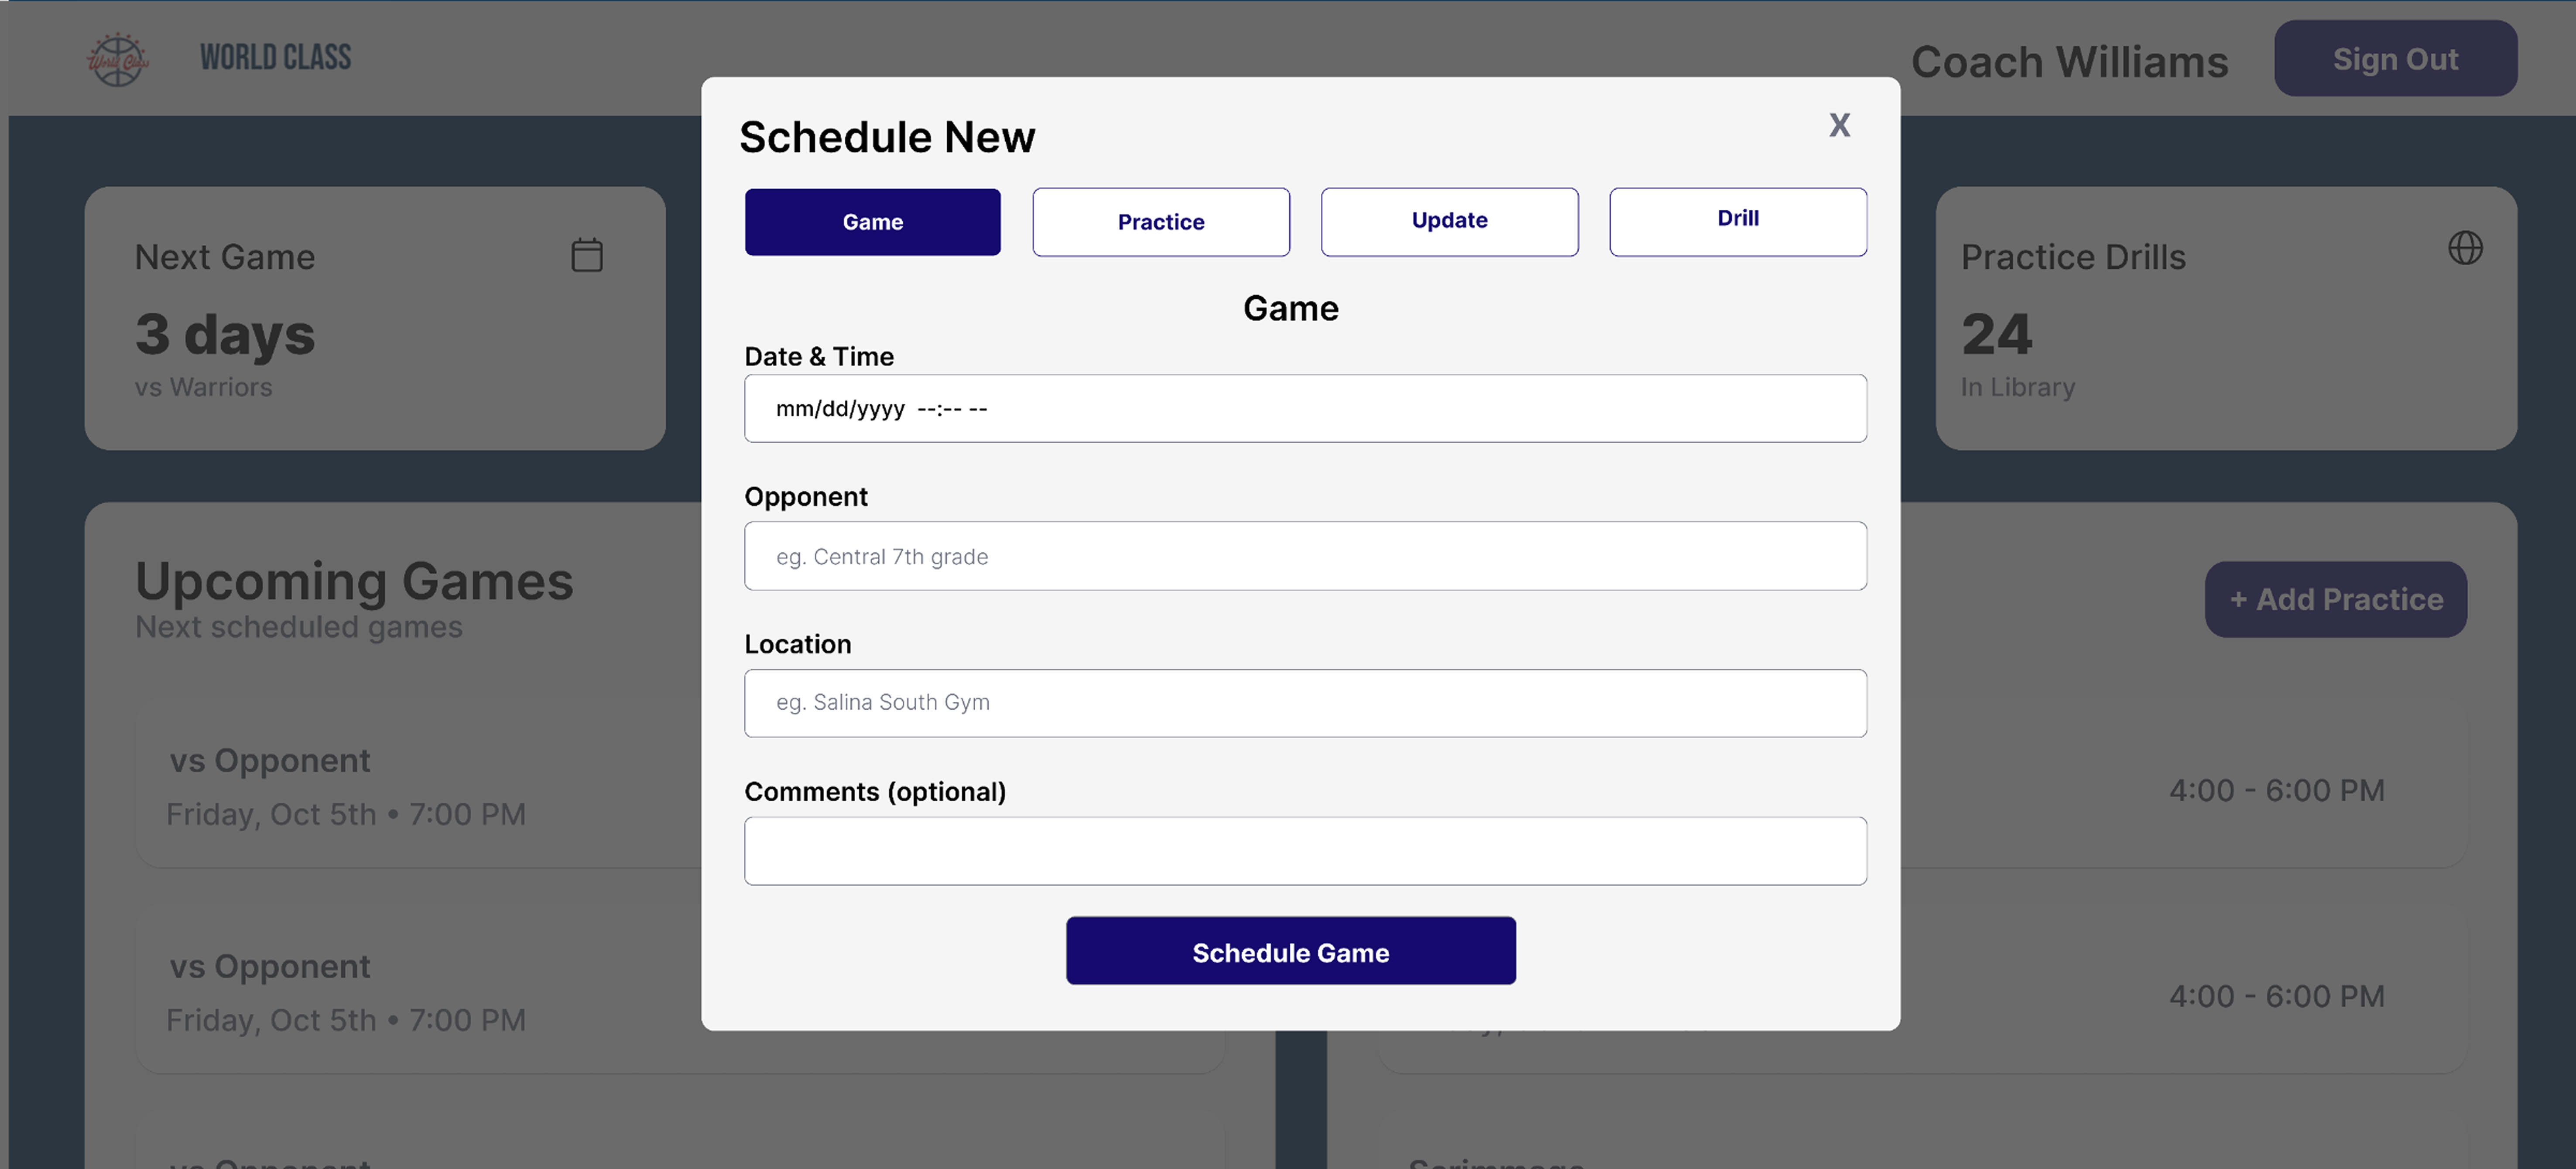 World Class
WORLD CLASS
Coach Williams
Sign Out
Schedule New
X
Game
Practice
Update
Drill
Next Game
3 days
vs Warriors
Practice Drills
24
In Library
Game
Date & Time
mm/dd/yyyy --:-- --
Opponent
eg. Central 7th grade
Location
eg. Salina South Gym
Comments (optional)
Schedule Game
Upcoming Games
Next scheduled games
+ Add Practice
vs Opponent
Friday, Oct 5th • 7:00 PM
4:00 - 6:00 PM
vs Opponent
Friday, Oct 5th • 7:00 PM
4:00 - 6:00 PM
vs Opponent
Scrimmage